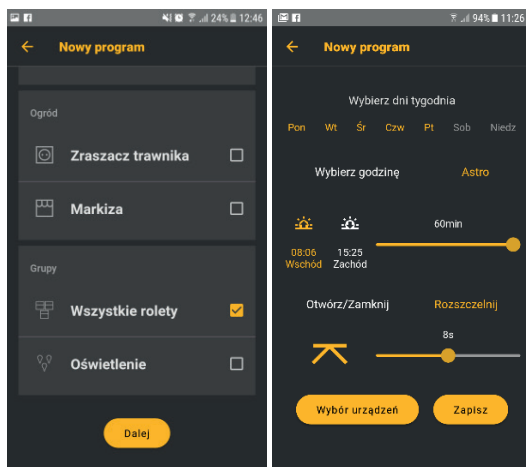 24% 12:46
Nowy program
Ogród
Zraszacz trawnika
Markiza
Grupy
Wszystkie rolety
Oświetlenie
Dalej
94% 11:26
Nowy program
Wybierz dni tygodnia
Pon Wt Śr Czw Pt Sob Niedz
Wybierz godzinę Astro
60min
08:06 15:25
Wschód Zachód
Otwórz/Zamknij Rozszczelnij
8s
Wybór urządzeń Zapisz